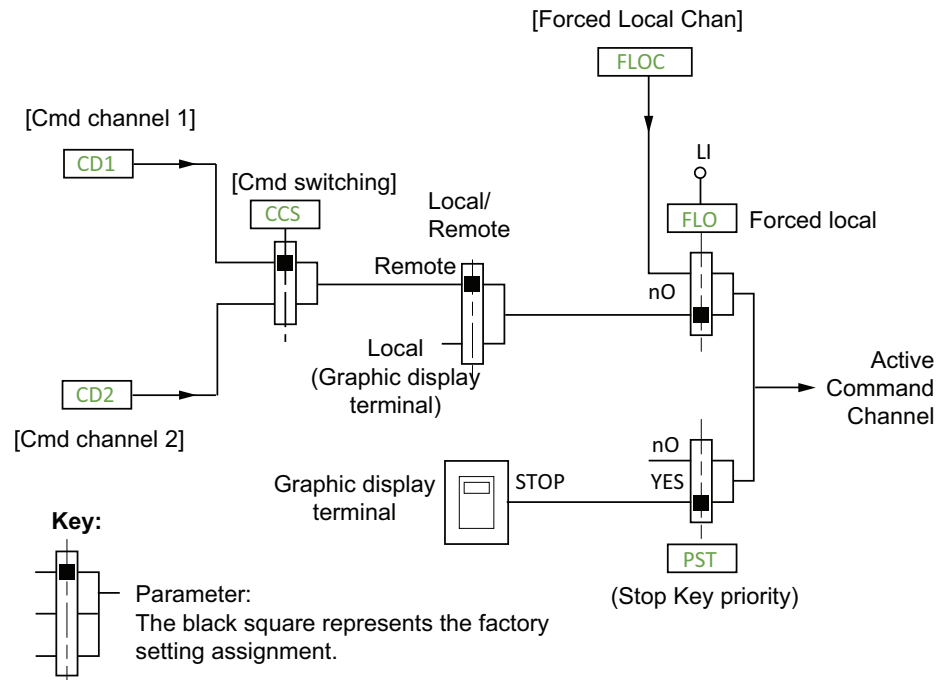 [Forced Local Chan]
FLOC
[Cmd channel 1]
CD1
LI
[Cmd switching]
CCS
Local/
Remote
FLO
Forced local
Remote
nO
Local
(Graphic display
terminal)
Active
Command
Channel
CD2
[Cmd channel 2]
nO
Graphic display
terminal
STOP
YES
Key:
PST
(Stop Key priority)
Parameter:
The black square represents the factory
setting assignment.